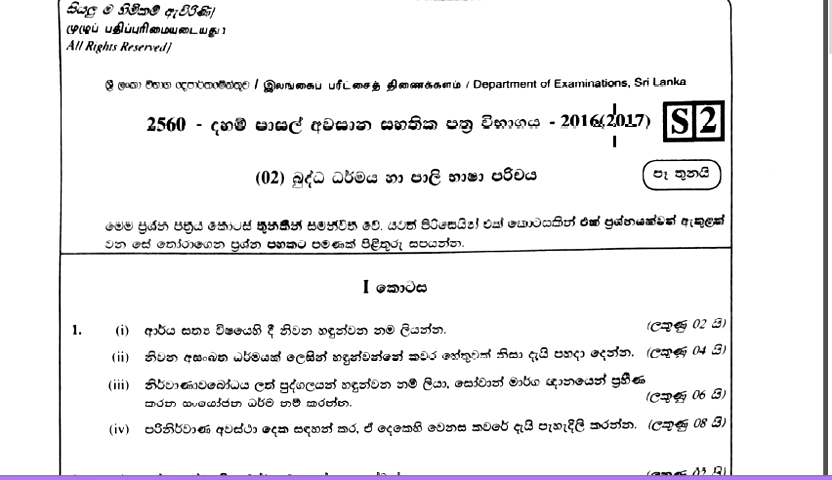 සියලු ම හිමිකම් ඇවිරිණි/
முழுப் பதிப்புரிமையுடையது
All Rights Reserved/
ශ්‍රී ලංකා විභාග දෙපාර්තමේන්තුව / இலங்கைப் பரீட்சைத் திணைக்களம் / Department of Examinations, Sri Lanka
2560 - දහම් පාසල් අවසාන සහතික පත්‍ර විභාගය - 2016(2017) S 2
(02) බුද්ධ ධර්මය හා පාලි භාෂා පරිචය පැ තුනයි
මෙම ප්‍රශ්න පත්‍රය කොටස් තුනකින් සමන්විත වේ. යටත් පිරිසෙයින් එක් කොටසකින් එක් ප්‍රශ්නයක්වත් ඇතුළත්
වන සේ තෝරාගෙන ප්‍රශ්න පහකට පමණක් පිළිතුරු සපයන්න.
I කොටස
1. (i) ආර්ය සත්‍ය විෂයෙහි දී නිවන හඳුන්වන නම ලියන්න. (ලකුණු 02 යි)
(ii) නිවන අසංඛත ධර්මයක් ලෙසින් හඳුන්වන්නේ කවර හේතුවක් නිසා දැයි පහදා දෙන්න. (ලකුණු 04 යි)
(iii) නිර්වාණාවබෝධය ලත් පුද්ගලයන් හඳුන්වන නම් ලියා, සෝවාන් මාර්ග ඥානයෙන් ප්‍රහීණ
කරන සංයෝජන ධර්ම නම් කරන්න. (ලකුණු 06 යි)
(iv) පරිනිර්වාණ අවස්ථා දෙක සඳහන් කර, ඒ දෙකෙහි වෙනස කවරේ දැයි පැහැදිලි කරන්න. (ලකුණු 08 යි)